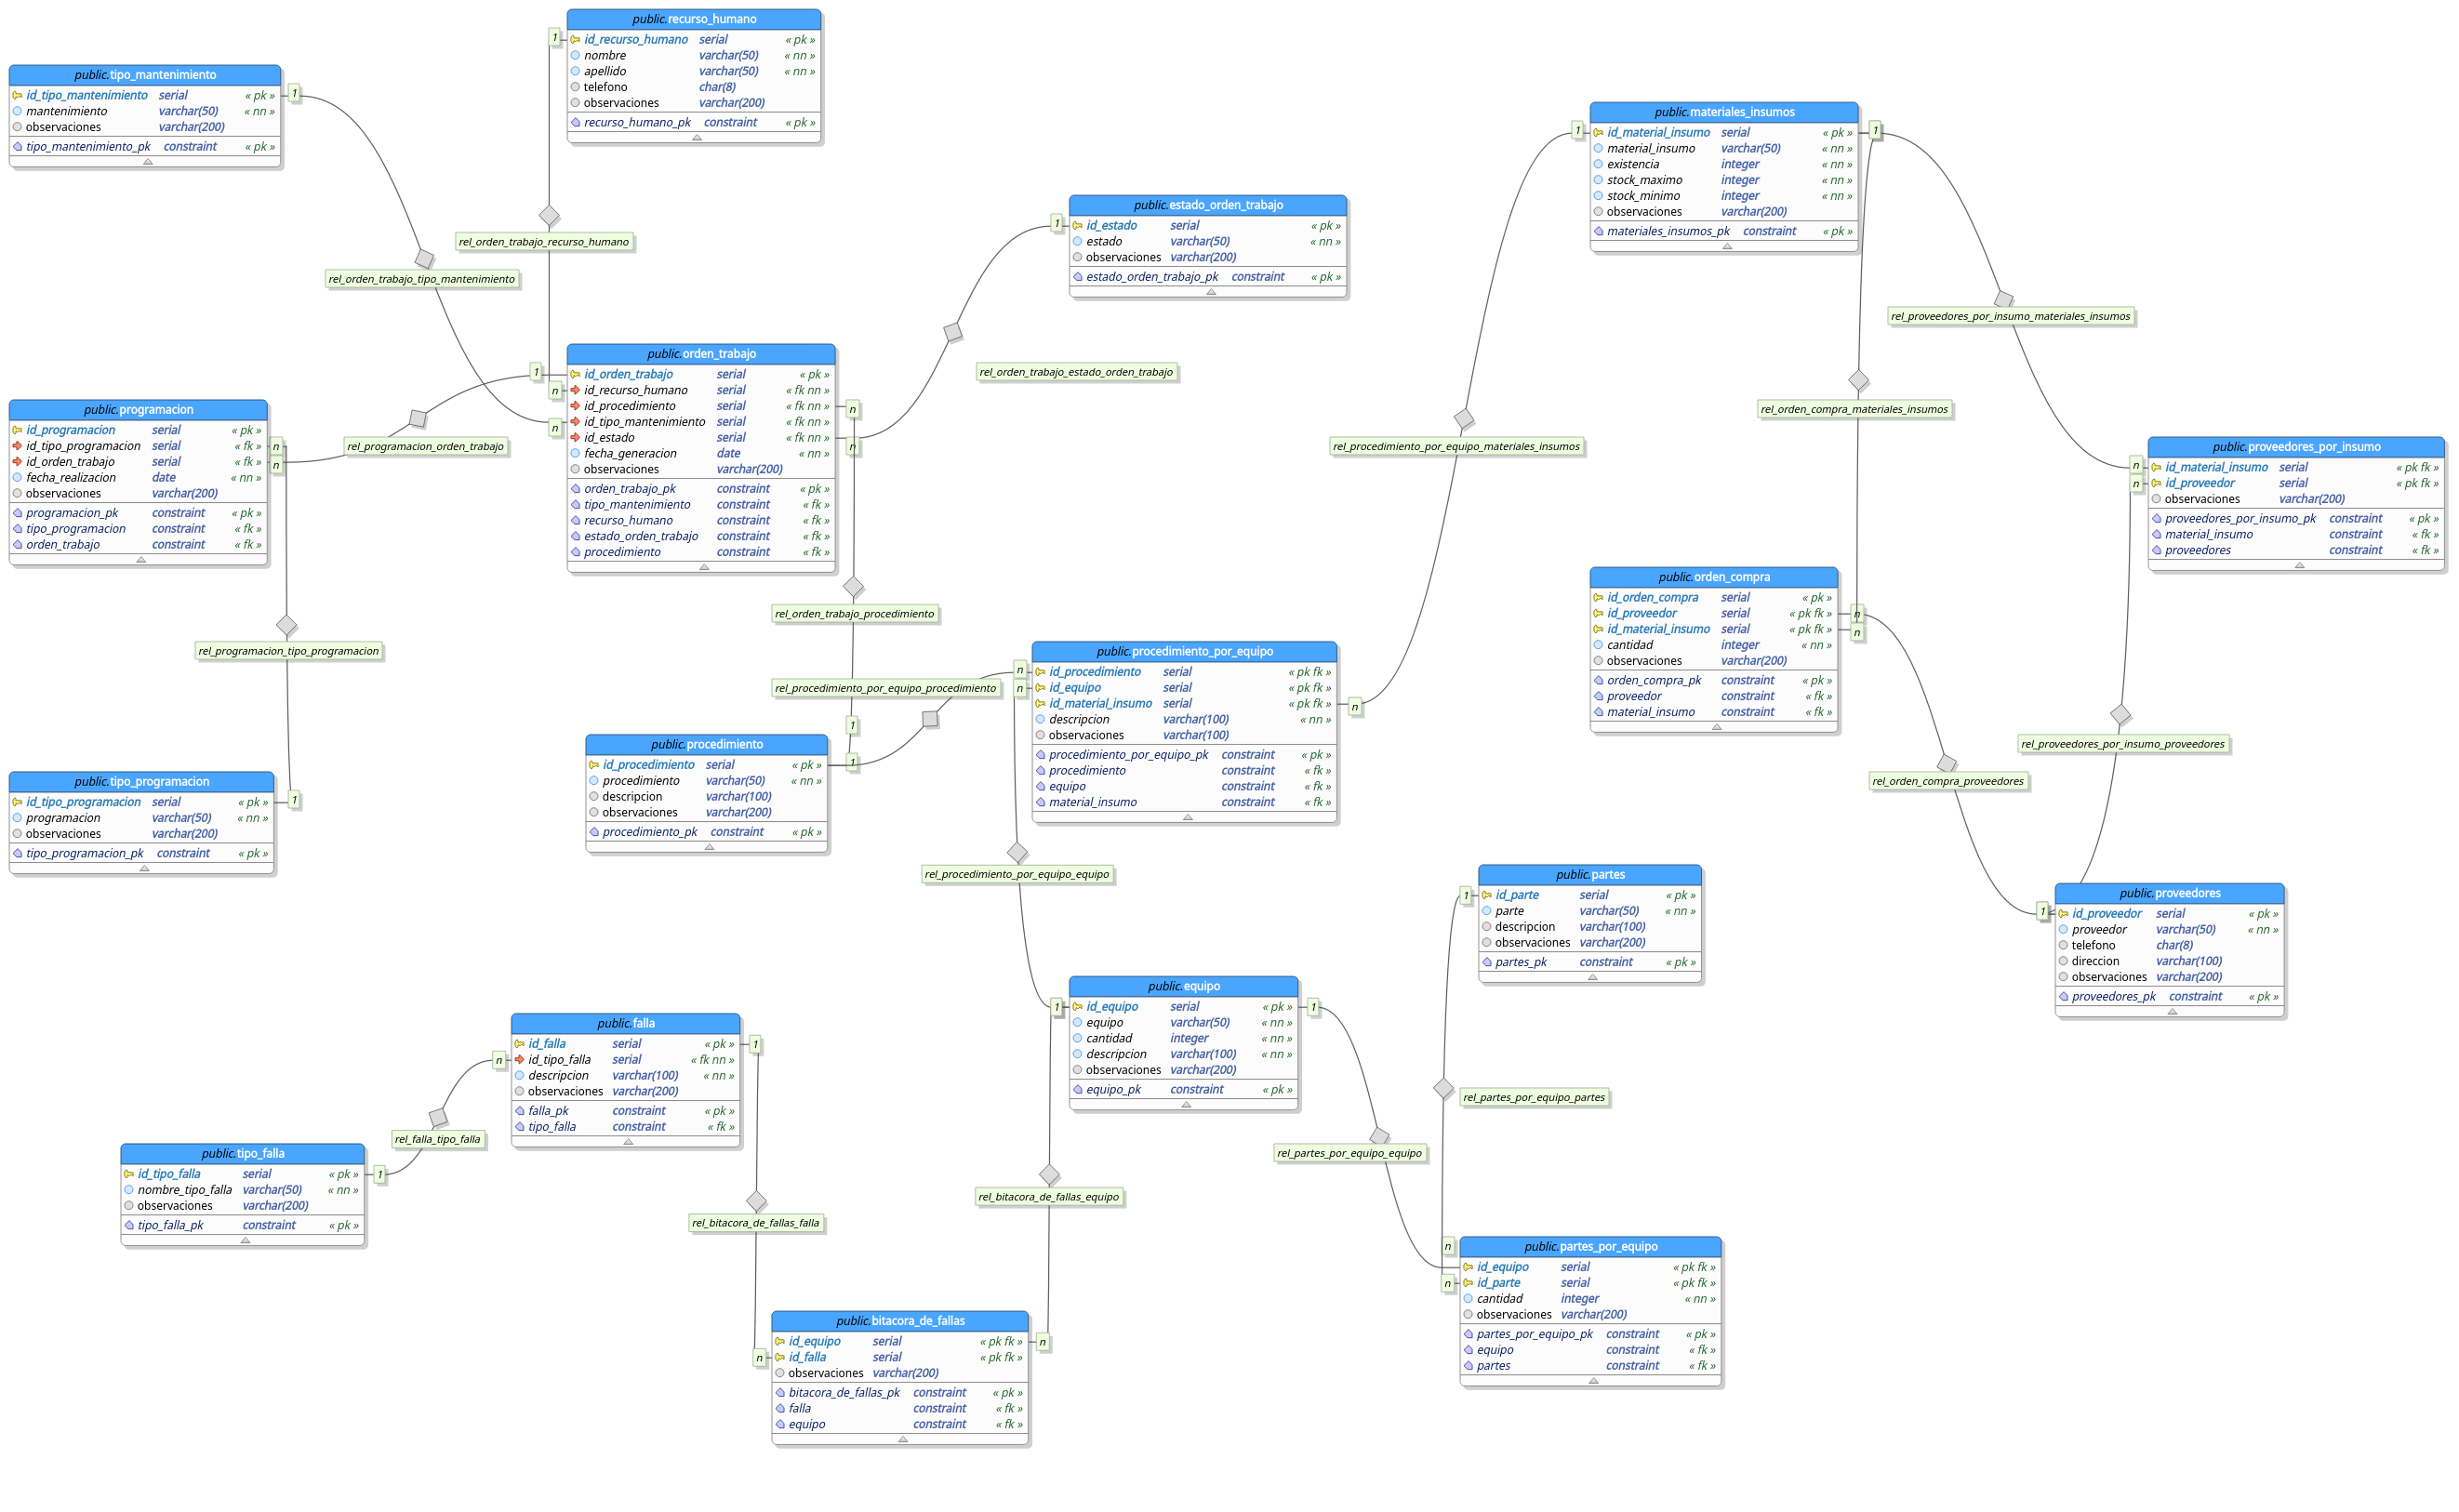 public.recurso_humano
1
id_recurso_humano serial « pk »
nombre varchar(50) « nn »
apellido varchar(50) « nn »
telefono char(8)
observaciones varchar(200)
recurso_humano_pk constraint « pk »
public.tipo_mantenimiento
id_tipo_mantenimiento serial « pk »
1
mantenimiento varchar(50) « nn »
observaciones varchar(200)
tipo_mantenimiento_pk constraint « pk »
public.materiales_insumos
1
id_material_insumo serial « pk »
1
material_insumo varchar(50) « nn »
existencia integer « nn »
stock_maximo integer « nn »
stock_minimo integer « nn »
observaciones varchar(200)
materiales_insumos_pk constraint « pk »
public.estado_orden_trabajo
1
id_estado serial « pk »
estado varchar(50) « nn »
observaciones varchar(200)
estado_orden_trabajo_pk constraint « pk »
rel_orden_trabajo_recurso_humano
rel_orden_trabajo_tipo_mantenimiento
rel_proveedores_por_insumo_materiales_insumos
public.orden_trabajo
1
id_orden_trabajo serial « pk »
n
id_recurso_humano serial « fk nn »
id_procedimiento serial « fk nn »
n
n
id_tipo_mantenimiento serial « fk nn »
id_estado serial « fk nn »
n
fecha_generacion date « nn »
observaciones varchar(200)
orden_trabajo_pk constraint « pk »
tipo_mantenimiento constraint « fk »
recurso_humano constraint « fk »
estado_orden_trabajo constraint « fk »
procedimiento constraint « fk »
rel_orden_trabajo_estado_orden_trabajo
public.programacion
id_programacion serial « pk »
id_tipo_programacion serial « fk »
n
id_orden_trabajo serial « fk »
n
fecha_realizacion date « nn »
observaciones varchar(200)
programacion_pk constraint « pk »
tipo_programacion constraint « fk »
orden_trabajo constraint « fk »
rel_programacion_orden_trabajo
rel_procedimiento_por_equipo_materiales_insumos
rel_orden_compra_materiales_insumos
public.proveedores_por_insumo
n
id_material_insumo serial « pk fk »
n
id_proveedor serial « pk fk »
observaciones varchar(200)
proveedores_por_insumo_pk constraint « pk »
material_insumo constraint « fk »
proveedores constraint « fk »
public.orden_compra
id_orden_compra serial « pk »
id_proveedor serial « pk fk »
n
id_material_insumo serial « pk fk »
n
cantidad integer « nn »
observaciones varchar(200)
orden_compra_pk constraint « pk »
proveedor constraint « fk »
material_insumo constraint « fk »
rel_orden_trabajo_procedimiento
rel_programacion_tipo_programacion
public.procedimiento_por_equipo
n
id_procedimiento serial « pk fk »
n
id_equipo serial « pk fk »
id_material_insumo serial « pk fk »
n
descripcion varchar(100) « nn »
observaciones varchar(100)
procedimiento_por_equipo_pk constraint « pk »
procedimiento constraint « fk »
equipo constraint « fk »
material_insumo constraint « fk »
rel_procedimiento_por_equipo_procedimiento
1
public.procedimiento
id_procedimiento serial « pk »
1
procedimiento varchar(50) « nn »
descripcion varchar(100)
observaciones varchar(200)
procedimiento_pk constraint « pk »
rel_proveedores_por_insumo_proveedores
rel_orden_compra_proveedores
public.tipo_programacion
id_tipo_programacion serial « pk »
1
programacion varchar(50) « nn »
observaciones varchar(200)
tipo_programacion_pk constraint « pk »
rel_procedimiento_por_equipo_equipo
public.partes
1
id_parte serial « pk »
parte varchar(50) « nn »
descripcion varchar(100)
observaciones varchar(200)
partes_pk constraint « pk »
public.proveedores
1
id_proveedor serial « pk »
proveedor varchar(50) « nn »
telefono char(8)
direccion varchar(100)
observaciones varchar(200)
proveedores_pk constraint « pk »
public.equipo
1
id_equipo serial « pk »
1
equipo varchar(50) « nn »
cantidad integer « nn »
descripcion varchar(100) « nn »
observaciones varchar(200)
equipo_pk constraint « pk »
public.falla
id_falla serial « pk »
1
n
id_tipo_falla serial « fk nn »
descripcion varchar(100) « nn »
observaciones varchar(200)
falla_pk constraint « pk »
tipo_falla constraint « fk »
rel_partes_por_equipo_partes
rel_falla_tipo_falla
rel_partes_por_equipo_equipo
public.tipo_falla
id_tipo_falla serial « pk »
1
nombre_tipo_falla varchar(50) « nn »
observaciones varchar(200)
tipo_falla_pk constraint « pk »
rel_bitacora_de_fallas_equipo
rel_bitacora_de_fallas_falla
public.partes_por_equipo
n
id_equipo serial « pk fk »
n
id_parte serial « pk fk »
cantidad integer « nn »
observaciones varchar(200)
partes_por_equipo_pk constraint « pk »
equipo constraint « fk »
partes constraint « fk »
public.bitacora_de_fallas
id_equipo serial « pk fk »
n
n
id_falla serial « pk fk »
observaciones varchar(200)
bitacora_de_fallas_pk constraint « pk »
falla constraint « fk »
equipo constraint « fk »